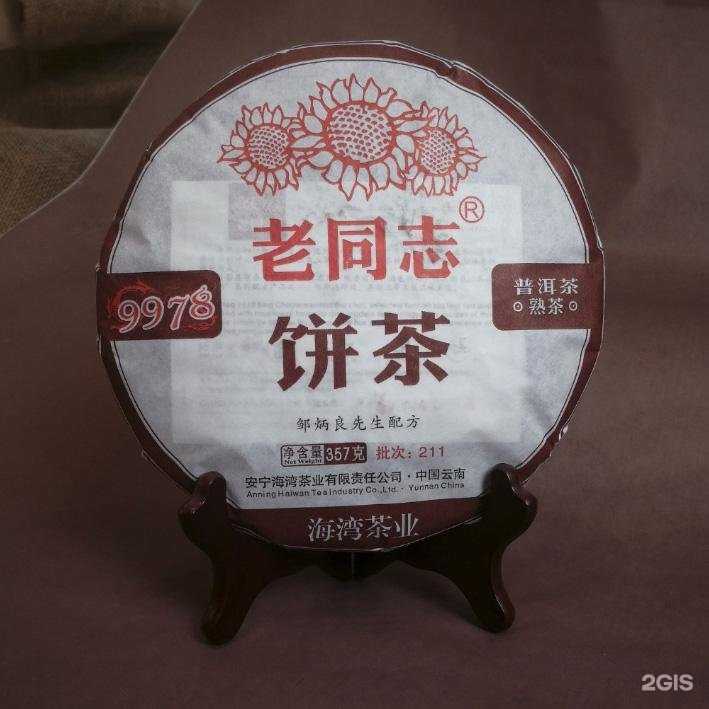 老同志®
9978
普洱茶
熟茶
饼茶
邹炳良先生配方
净含量 357克 批次：211
Net Weight
安宁海湾茶业有限责任公司·中国云南
Anning Haiwan Tea Industry Co.,Ltd.· Yunnan China
海湾茶业
2GIS